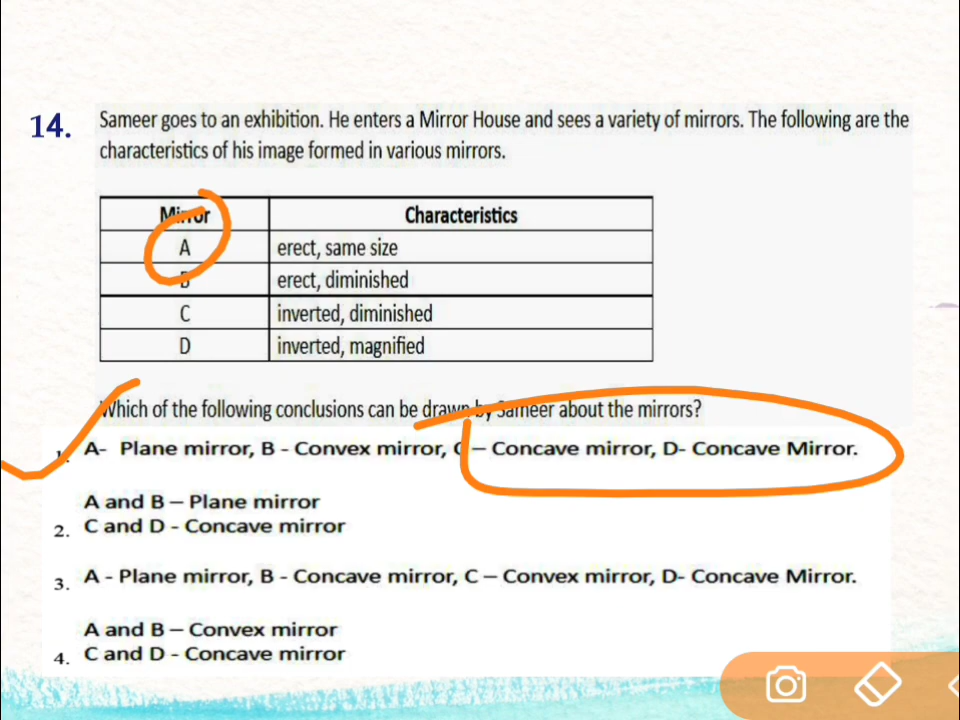 14. Sameer goes to an exhibition. He enters a Mirror House and sees a variety of mirrors. The following are the
characteristics of his image formed in various mirrors.
Mirror Characteristics
A erect, same size
B erect, diminished
C inverted, diminished
D inverted, magnified
Which of the following conclusions can be drawn by Sameer about the mirrors?
1. A- Plane mirror, B - Convex mirror, C – Concave mirror, D- Concave Mirror.
A and B – Plane mirror
2. C and D - Concave mirror
3. A - Plane mirror, B - Concave mirror, C – Convex mirror, D- Concave Mirror.
A and B – Convex mirror
4. C and D - Concave mirror